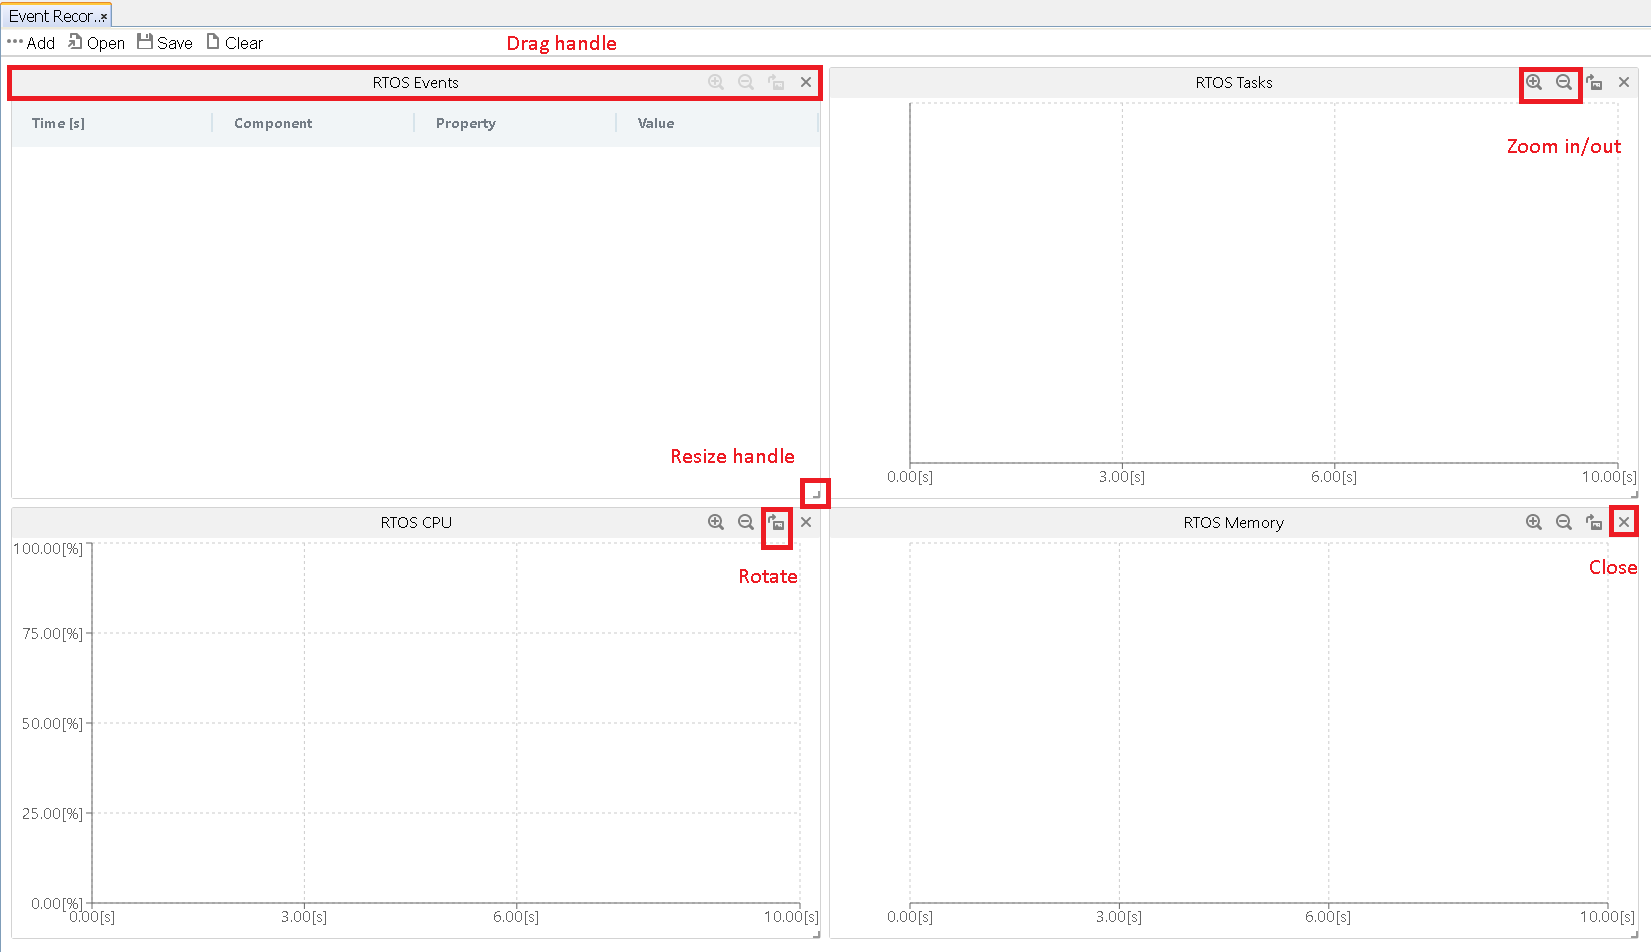 Event Recor...
Add Open Save Clear
Drag handle
RTOS Events
Time [s] Component Property Value
Resize handle
RTOS Tasks
Zoom in/out
0.00[s] 3.00[s] 6.00[s] 10.00[s]
RTOS CPU
Rotate
100.00[%]
75.00[%]
50.00[%]
25.00[%]
0.00[%]
0.00[s] 3.00[s] 6.00[s] 10.00[s]
RTOS Memory
Close
0.00[s] 3.00[s] 6.00[s] 10.00[s]